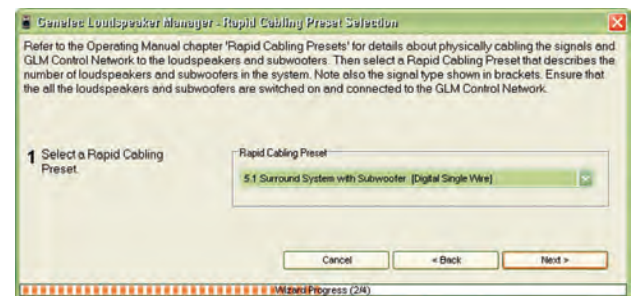 Genelec Loudspeaker Manager - Rapid Cabling Preset Selection
Refer to the Operating Manual chapter 'Rapid Cabling Presets' for details about physically cabling the signals and
GLM Control Network to the loudspeakers and subwoofers. Then select a Rapid Cabling Preset that describes the
number of loudspeakers and subwoofers in the system. Note also the signal type shown in brackets. Ensure that
the all the loudspeakers and subwoofers are switched on and connected to the GLM Control Network.
1 Select a Rapid Cabling
Preset.
Rapid Cabling Preset
5.1 Surround System with Subwoofer [Digital Single Wire]
Cancel
< Back
Next >
Wizard Progress (2/4)